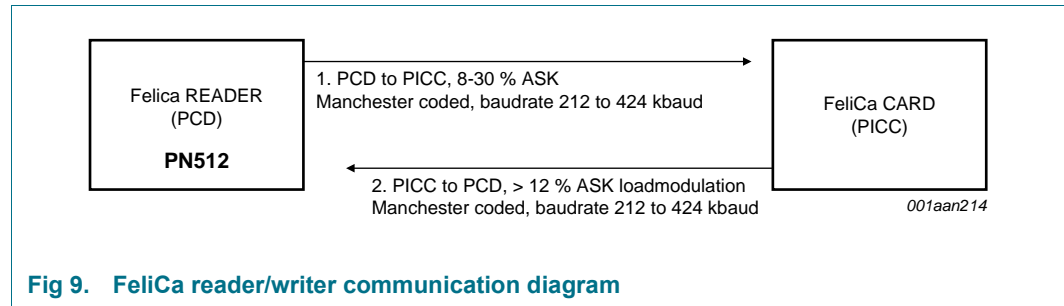 Felica READER
(PCD)
PN512
1. PCD to PICC, 8-30 % ASK
Manchester coded, baudrate 212 to 424 kbaud
2. PICC to PCD, > 12 % ASK loadmodulation
Manchester coded, baudrate 212 to 424 kbaud
FeliCa CARD
(PICC)
001aan214
Fig 9. FeliCa reader/writer communication diagram